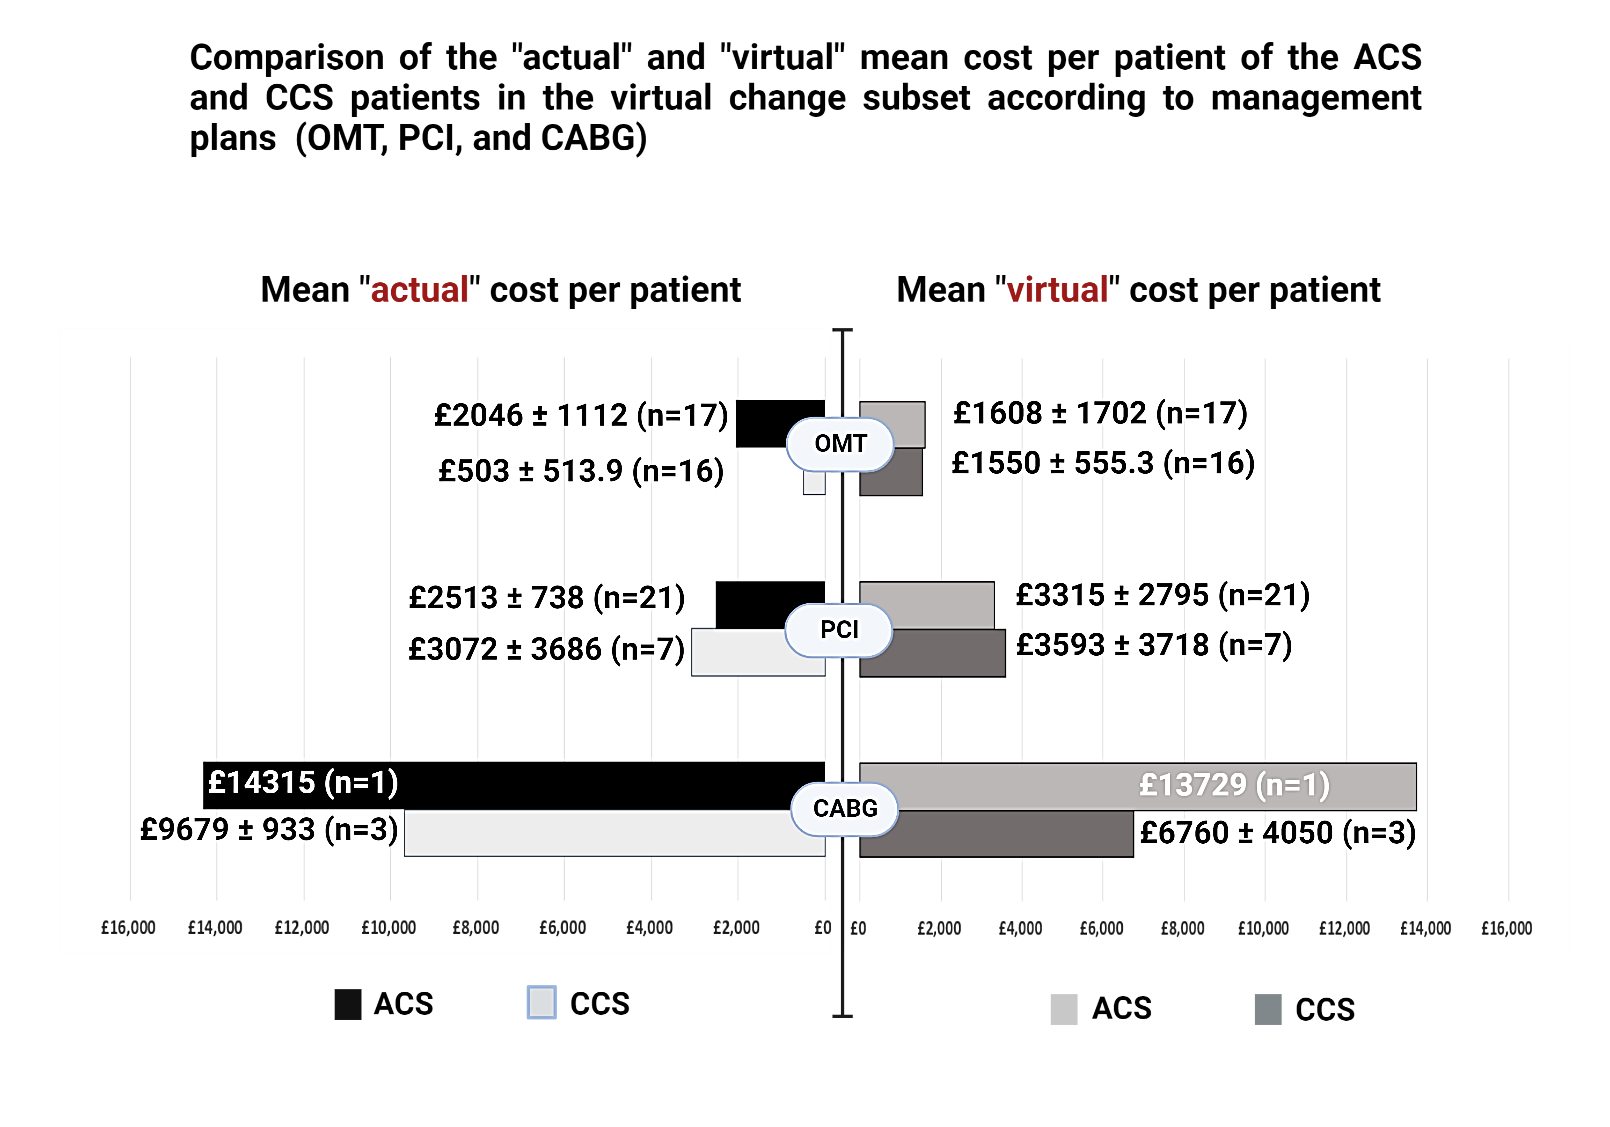 Comparison of the "actual" and "virtual" mean cost per patient of the ACS
and CCS patients in the virtual change subset according to management
plans (OMT, PCI, and CABG)
Mean "actual" cost per patient
Mean "virtual" cost per patient
£2046 ± 1112 (n=17)
£1608 ± 1702 (n=17)
OMT
£503 ± 513.9 (n=16)
£1550 ± 555.3 (n=16)
£2513 ± 738 (n=21)
£3315 ± 2795 (n=21)
PCI
£3072 ± 3686 (n=7)
£3593 ± 3718 (n=7)
£14315 (n=1)
£13729 (n=1)
CABG
£9679 ± 933 (n=3)
£6760 ± 4050 (n=3)
£16,000 £14,000 £12,000 £10,000 £8,000 £6,000 £4,000 £2,000 £0 £0 £2,000 £4,000 £6,000 £8,000 £10,000 £12,000 £14,000 £16,000
ACS CCS ACS CCS